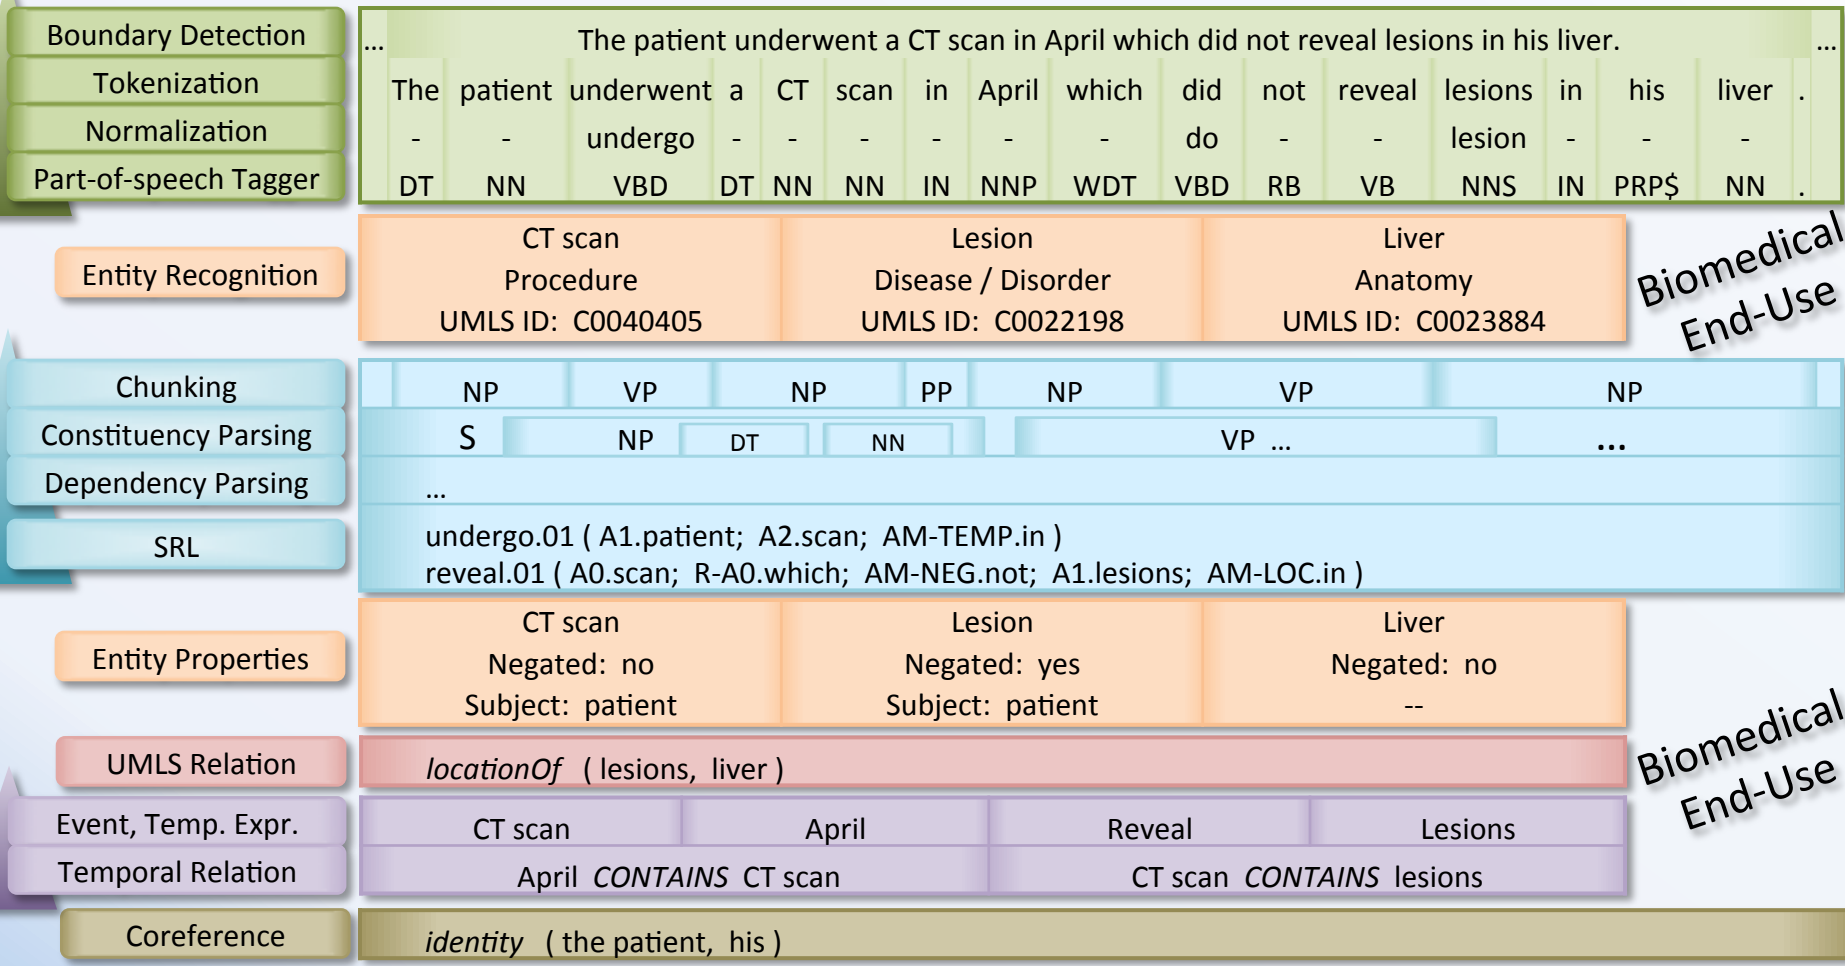 Boundary Detection ... The patient underwent a CT scan in April which did not reveal lesions in his liver. ...
Tokenization The patient underwent a CT scan in April which did not reveal lesions in his liver .
Normalization - - undergo - - - - - - do - - lesion - - -
Part-of-speech Tagger DT NN VBD DT NN NN IN NNP WDT VBD RB VB NNS IN PRP$ NN .
Entity Recognition
CT scan Lesion Liver
Procedure Disease / Disorder Anatomy
UMLS ID: C0040405 UMLS ID: C0022198 UMLS ID: C0023884
Biomedical
End-Use
Chunking NP VP NP PP NP VP NP
Constituency Parsing S NP DT NN VP ... ...
Dependency Parsing ...
SRL
undergo.01 ( A1.patient; A2.scan; AM-TEMP.in )
reveal.01 ( A0.scan; R-A0.which; AM-NEG.not; A1.lesions; AM-LOC.in )
Entity Properties
CT scan Lesion Liver
Negated: no Negated: yes Negated: no
Subject: patient Subject: patient --
Biomedical
End-Use
UMLS Relation locationOf ( lesions, liver )
Event, Temp. Expr. CT scan April Reveal Lesions
Temporal Relation April CONTAINS CT scan CT scan CONTAINS lesions
Coreference identity ( the patient, his )